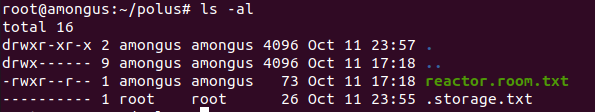 root@amongus:~/polus# ls -al
total 16
drwxr-xr-x 2 amongus amongus 4096 Oct 11 23:57 .
drwx------ 9 amongus amongus 4096 Oct 11 17:18 ..
-rwxr--r-- 1 amongus amongus   73 Oct 11 17:18 reactor.room.txt
---------- 1 root    root      26 Oct 11 23:55 .storage.txt